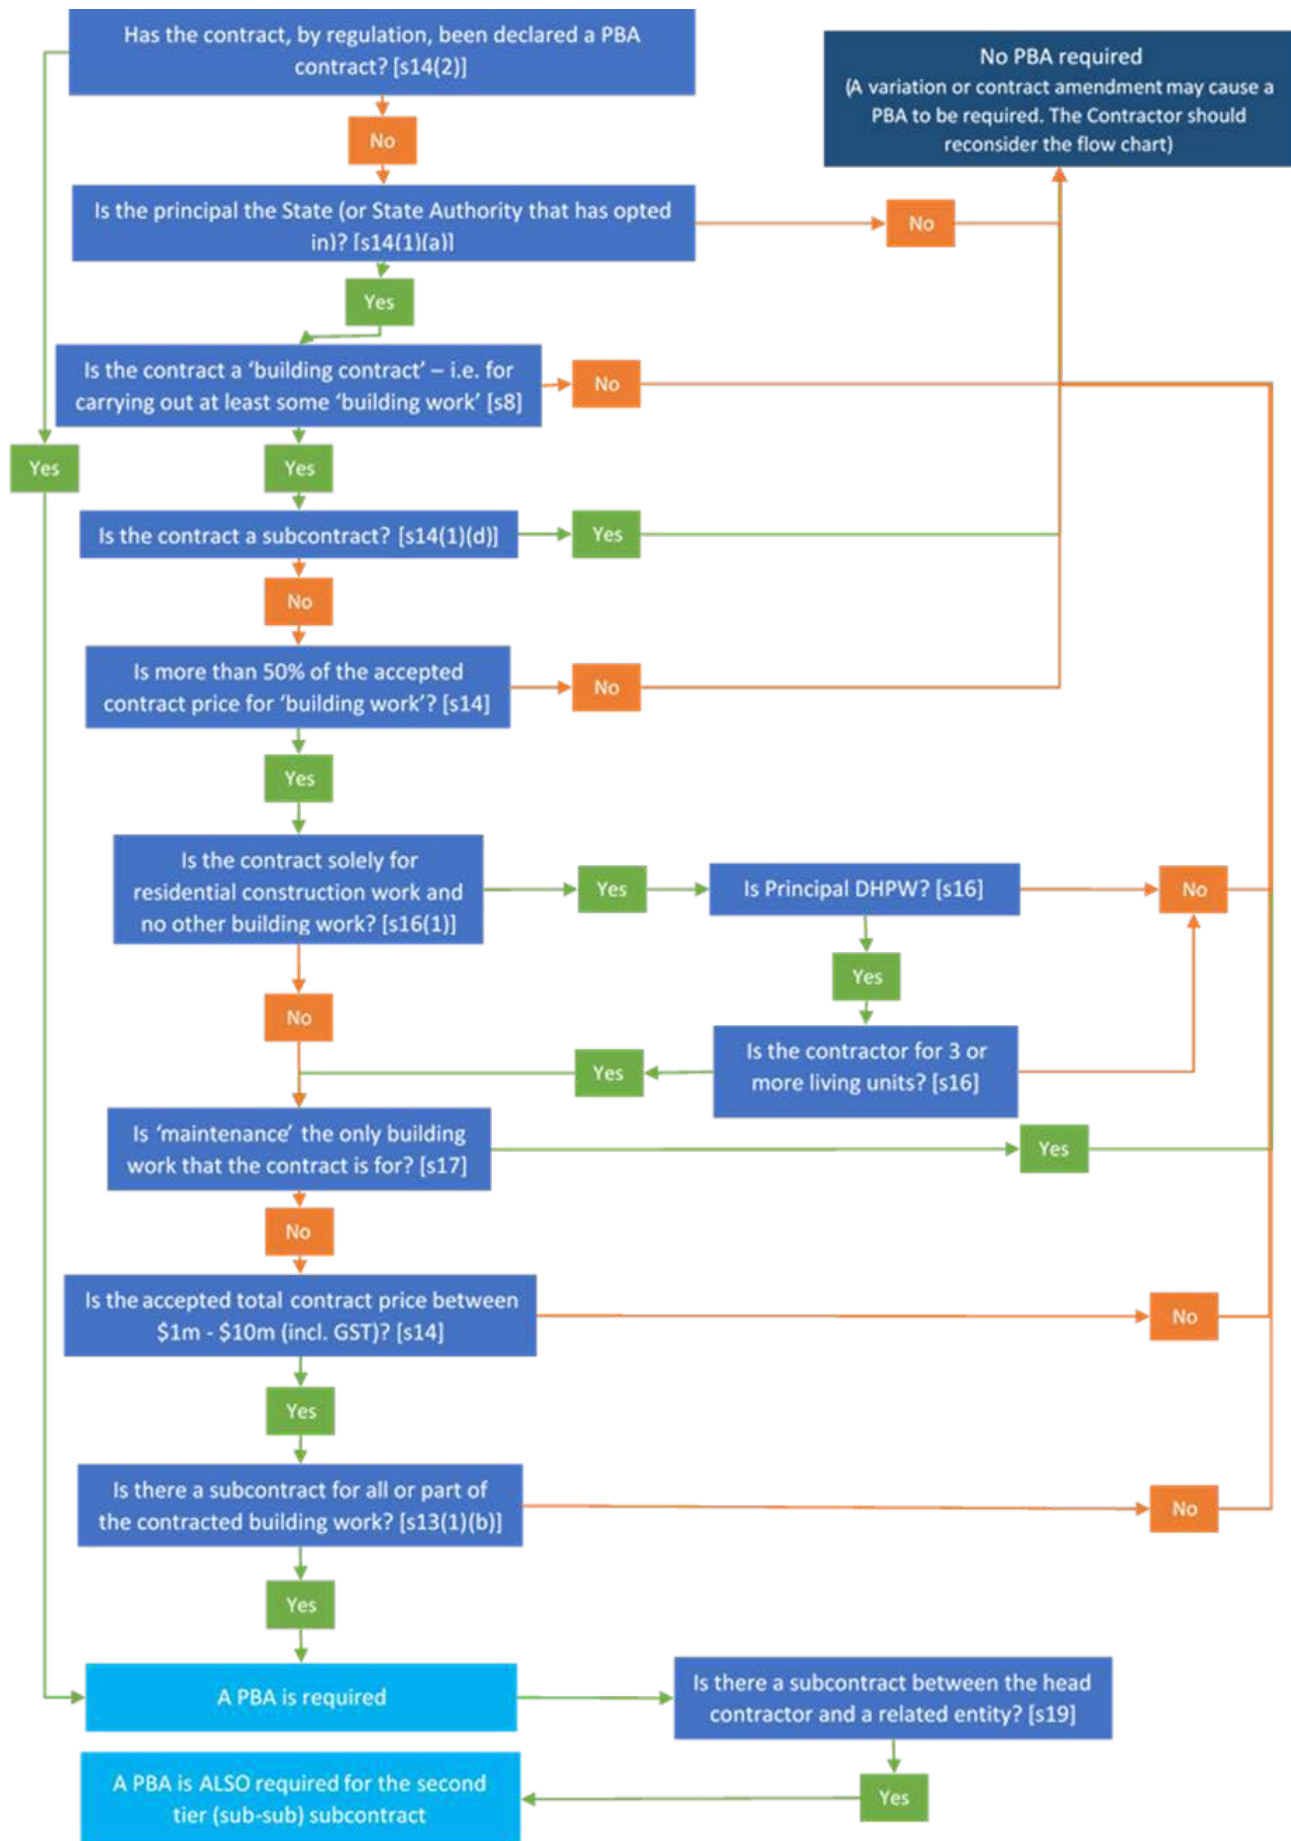 Has the contract, by regulation, been declared a PBA
contract? [s14(2)]
No PBA required
(A variation or contract amendment may cause a
PBA to be required. The Contractor should
reconsider the flow chart)
No
Is the principal the State (or State Authority that has opted
in)? [s14(1)(a)]
No
Yes
Is the contract a ‘building contract’ – i.e. for
carrying out at least some ‘building work’ [s8]
No
Yes
Yes
Is the contract a subcontract? [s14(1)(d)]
Yes
No
Is more than 50% of the accepted
contract price for ‘building work’? [s14]
No
Yes
Is the contract solely for
residential construction work and
no other building work? [s16(1)]
Yes
Is Principal DHPW? [s16]
No
Yes
No
Is the contractor for 3 or
more living units? [s16]
Yes
Is ‘maintenance’ the only building
work that the contract is for? [s17]
Yes
No
Is the accepted total contract price between
$1m - $10m (incl. GST)? [s14]
No
Yes
Is there a subcontract for all or part of
the contracted building work? [s13(1)(b)]
No
Yes
A PBA is required
Is there a subcontract between the head
contractor and a related entity? [s19]
A PBA is ALSO required for the second
tier (sub-sub) subcontract
Yes